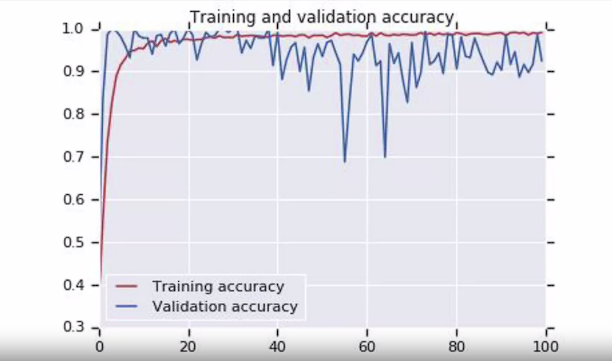 Training and validation accuracy
1.0
0.9
0.8
0.7
0.6
0.5
0.4
0.3
Training accuracy
Validation accuracy
0 20 40 60 80 100